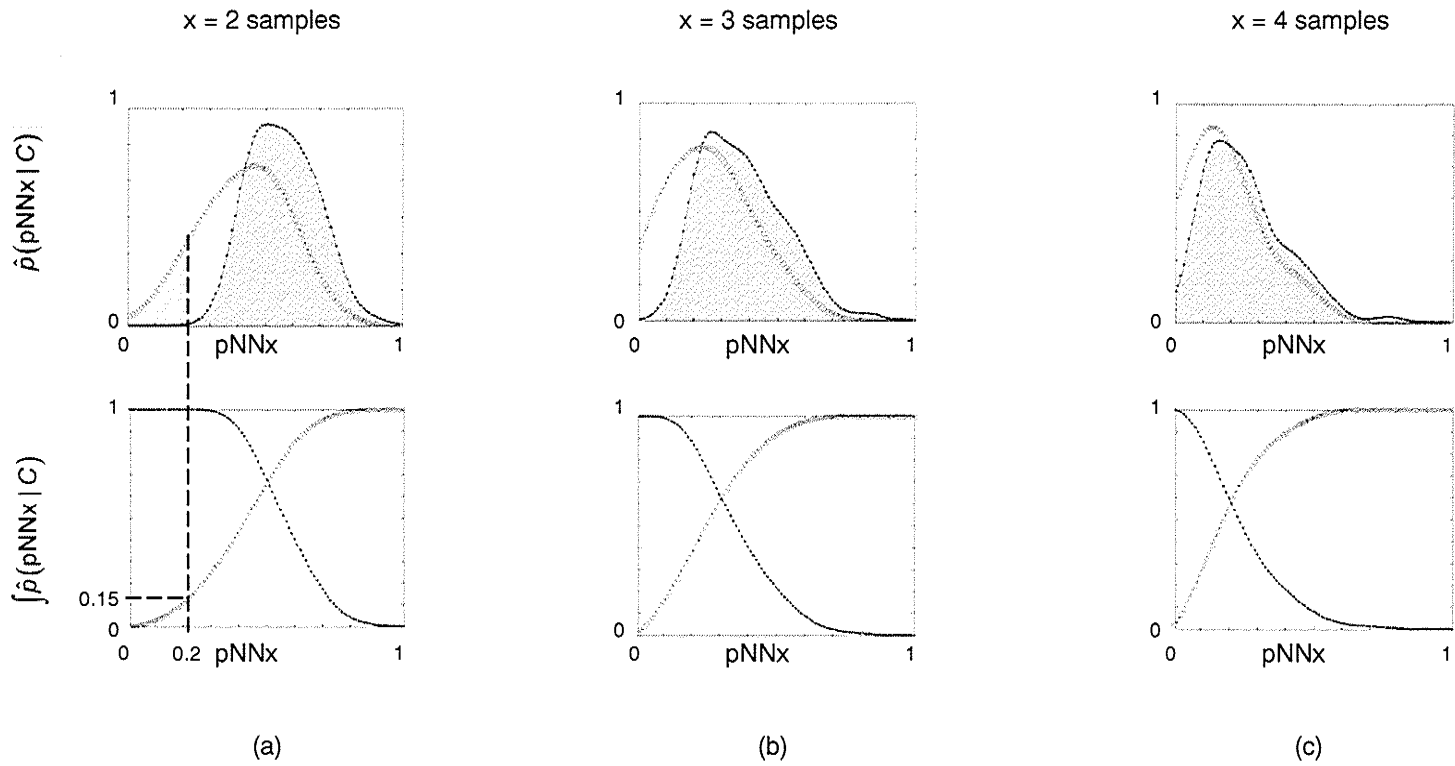 x = 2 samples
x = 3 samples
x = 4 samples
p̂(pNNx | C)
1
0
0
pNNx
1
1
0
0
pNNx
1
1
0
0
pNNx
1
∫p̂(pNNx | C)
1
0.15
0
0
0.2
pNNx
1
1
0
0
pNNx
1
1
0
0
pNNx
1
(a)
(b)
(c)